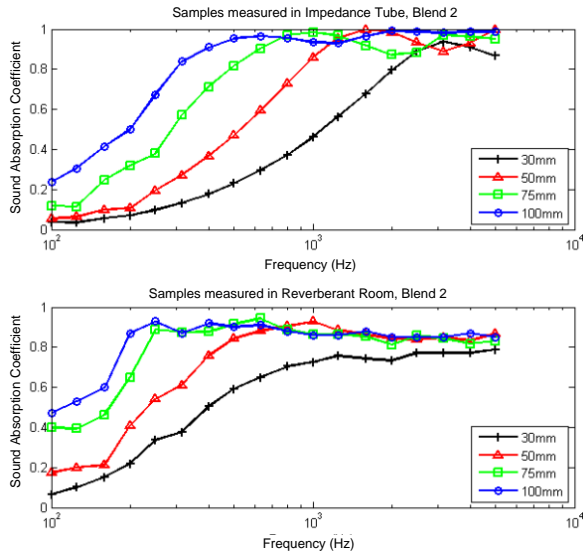 Samples measured in Impedance Tube, Blend 2
Sound Absorption Coefficient
1
0.8
0.6
0.4
0.2
0
10^2
10^3
10^4
Frequency (Hz)
30mm
50mm
75mm
100mm
Samples measured in Reverberant Room, Blend 2
Sound Absorption Coefficient
1
0.8
0.6
0.4
0.2
0
10^2
10^3
10^4
Frequency (Hz)
30mm
50mm
75mm
100mm